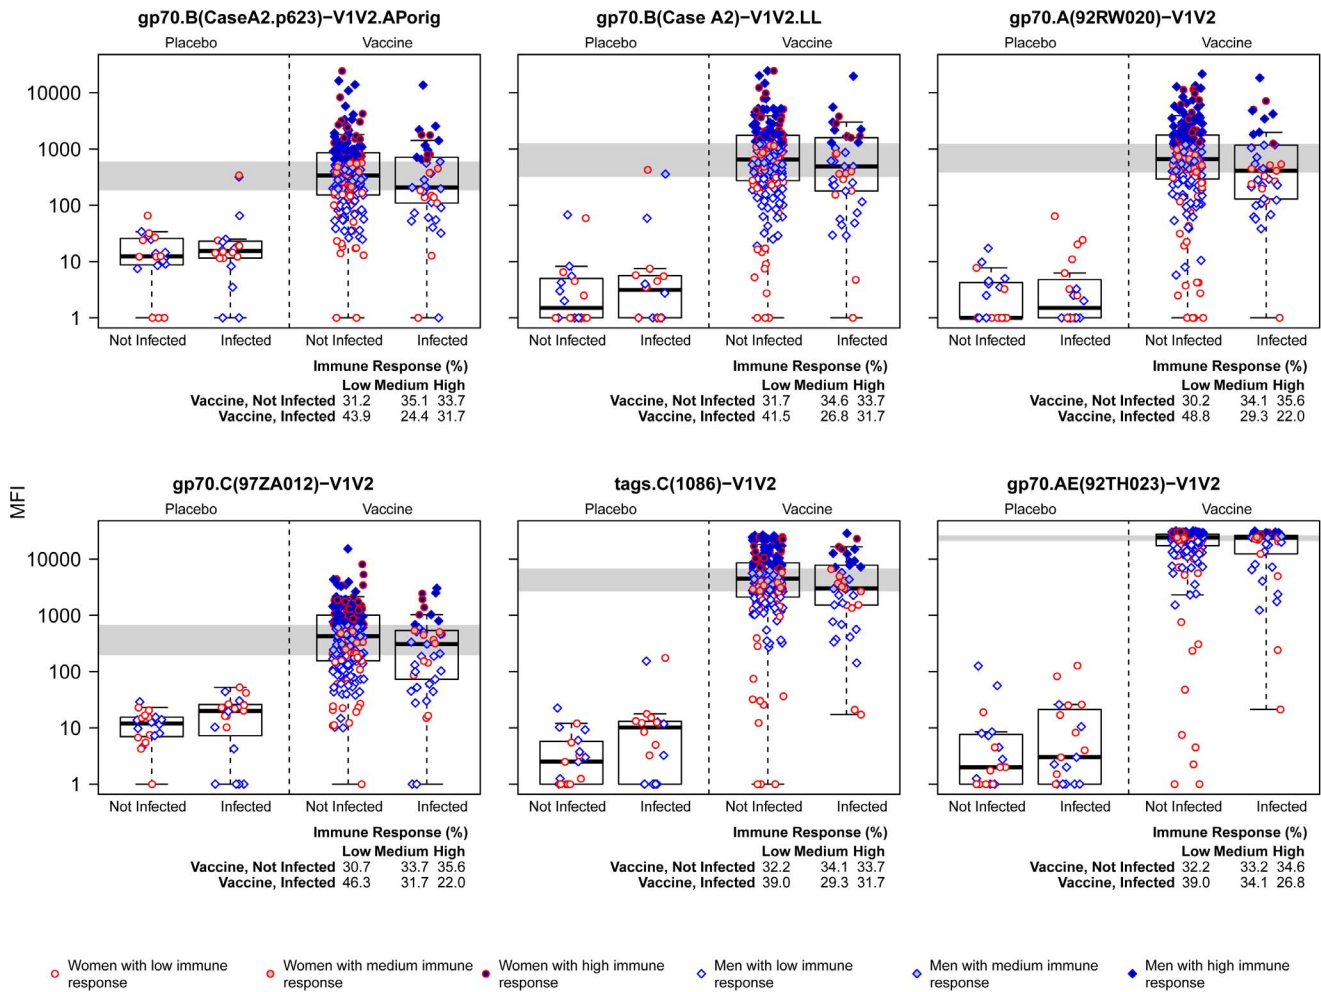 gp70.B(CaseA2.p623)−V1V2.APorig
gp70.B(Case A2)−V1V2.LL
gp70.A(92RW020)−V1V2
Placebo Vaccine
Placebo Vaccine
Placebo Vaccine
10000
1000
100
10
1
Not Infected Infected Not Infected Infected
Not Infected Infected Not Infected Infected
Not Infected Infected Not Infected Infected
Immune Response (%)
Low Medium High
Vaccine, Not Infected 31.2 35.1 33.7
Vaccine, Infected 43.9 24.4 31.7
Immune Response (%)
Low Medium High
Vaccine, Not Infected 31.7 34.6 33.7
Vaccine, Infected 41.5 26.8 31.7
Immune Response (%)
Low Medium High
Vaccine, Not Infected 30.2 34.1 35.6
Vaccine, Infected 48.8 29.3 22.0
MFI
gp70.C(97ZA012)−V1V2
tags.C(1086)−V1V2
gp70.AE(92TH023)−V1V2
Placebo Vaccine
Placebo Vaccine
Placebo Vaccine
10000
1000
100
10
1
Not Infected Infected Not Infected Infected
Not Infected Infected Not Infected Infected
Not Infected Infected Not Infected Infected
Immune Response (%)
Low Medium High
Vaccine, Not Infected 30.7 33.7 35.6
Vaccine, Infected 46.3 31.7 22.0
Immune Response (%)
Low Medium High
Vaccine, Not Infected 32.2 34.1 33.7
Vaccine, Infected 39.0 29.3 31.7
Immune Response (%)
Low Medium High
Vaccine, Not Infected 32.2 33.2 34.6
Vaccine, Infected 39.0 34.1 26.8
Women with low immune
response
Women with medium immune
response
Women with high immune
response
Men with low immune
response
Men with medium immune
response
Men with high immune
response